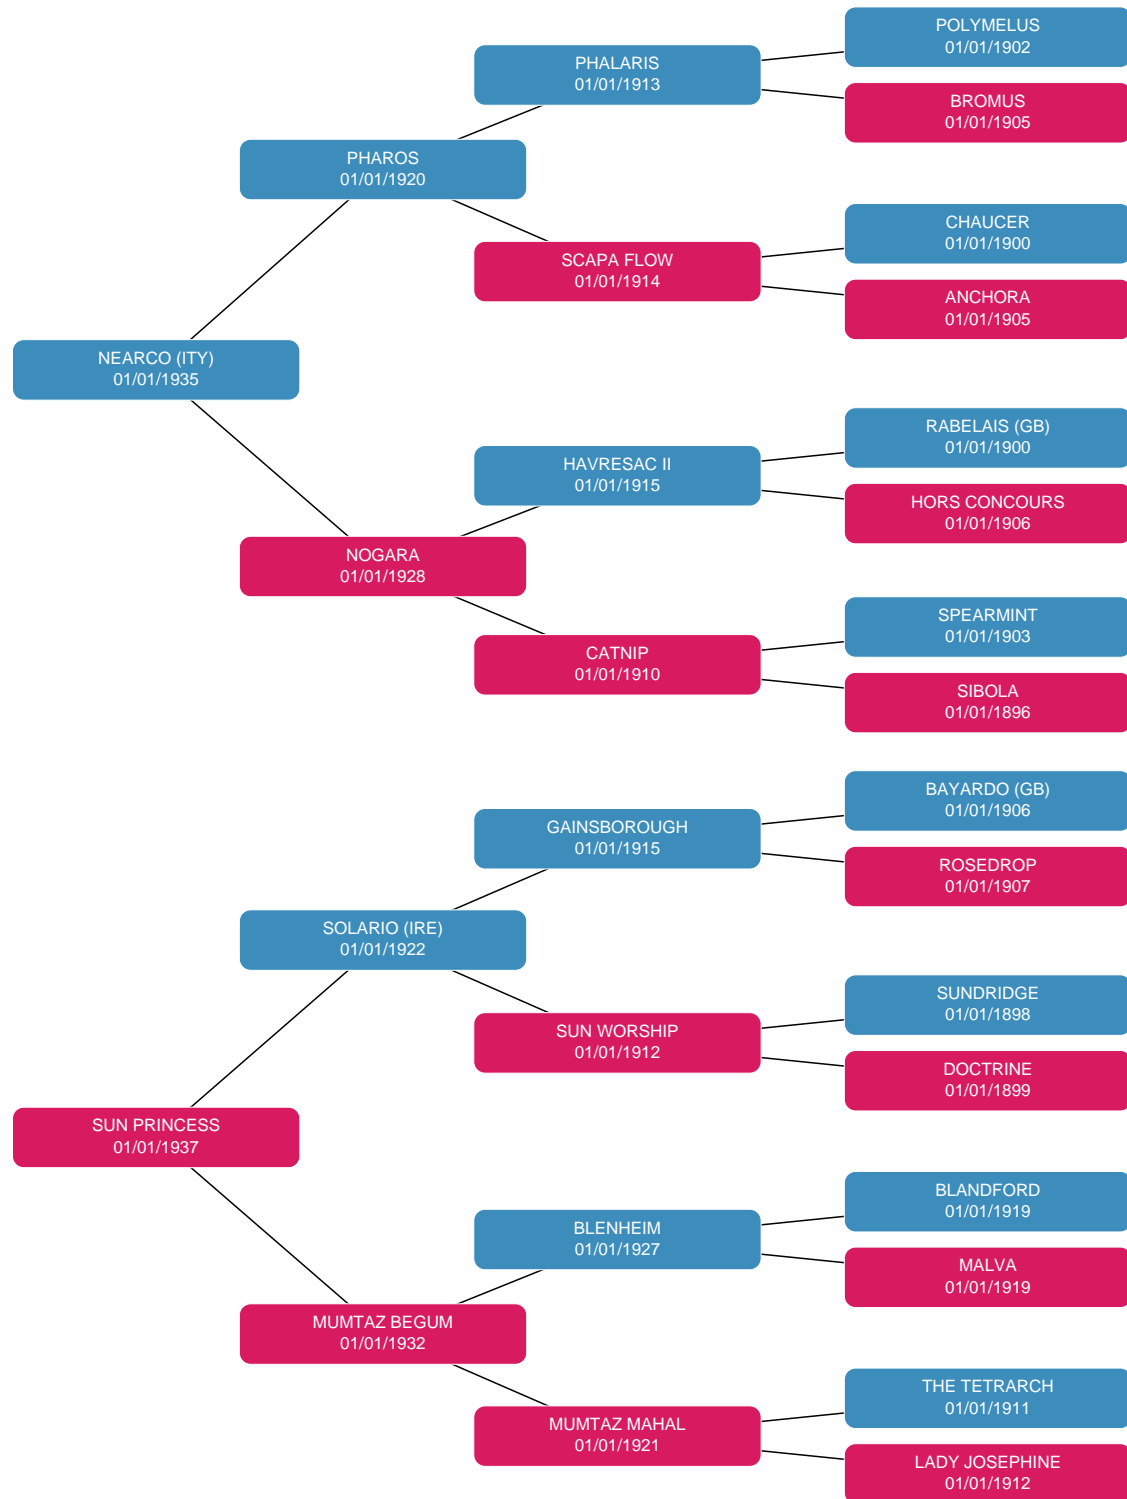 POLYMELUS
01/01/1902
PHALARIS
01/01/1913
BROMUS
01/01/1905
PHAROS
01/01/1920
CHAUCER
01/01/1900
SCAPA FLOW
01/01/1914
ANCHORA
01/01/1905
NEARCO (ITY)
01/01/1935
RABELAIS (GB)
01/01/1900
HAVRESAC II
01/01/1915
HORS CONCOURS
01/01/1906
NOGARA
01/01/1928
SPEARMINT
01/01/1903
CATNIP
01/01/1910
SIBOLA
01/01/1896
BAYARDO (GB)
01/01/1906
GAINSBOROUGH
01/01/1915
ROSEDROP
01/01/1907
SOLARIO (IRE)
01/01/1922
SUNDRIDGE
01/01/1898
SUN WORSHIP
01/01/1912
DOCTRINE
01/01/1899
SUN PRINCESS
01/01/1937
BLANDFORD
01/01/1919
BLENHEIM
01/01/1927
MALVA
01/01/1919
MUMTAZ BEGUM
01/01/1932
THE TETRARCH
01/01/1911
MUMTAZ MAHAL
01/01/1921
LADY JOSEPHINE
01/01/1912